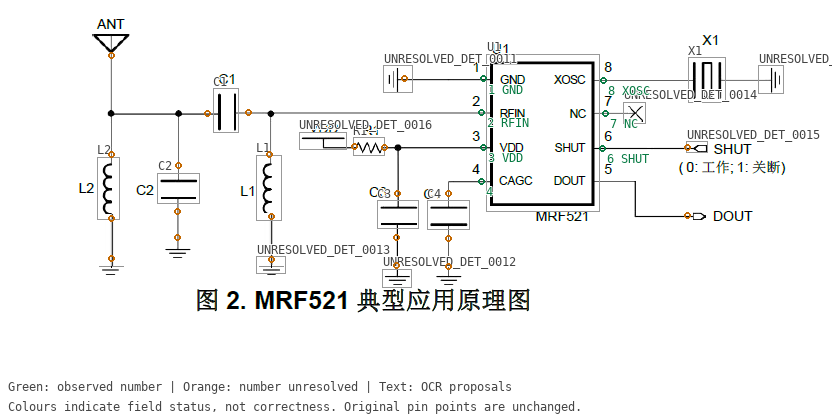 ANT
U1
UNRESOLVED_DET_0011
X1
X1
UNRESOLVED_
1
GND
1 GND
XOSC
8
8 XOSC
C1
C1
UNRESOLVED_DET_0014
2
RFIN
2 RFIN
NC
7
7 NC
UNRESOLVED_DET_0016
3
VDD
3 VDD
SHUT
6
6 SHUT
UNRESOLVED_DET_0015
SHUT
( 0: 工作; 1: 关断)
L2
L2
C2
C2
L1
L1
4
CAGC
4
DOUT
5
C3
C4
MRF521
DOUT
UNRESOLVED_DET_0013
UNRESOLVED_DET_0012
图 2. MRF521 典型应用原理图
Green: observed number | Orange: number unresolved | Text: OCR proposals
Colours indicate field status, not correctness. Original pin points are unchanged.